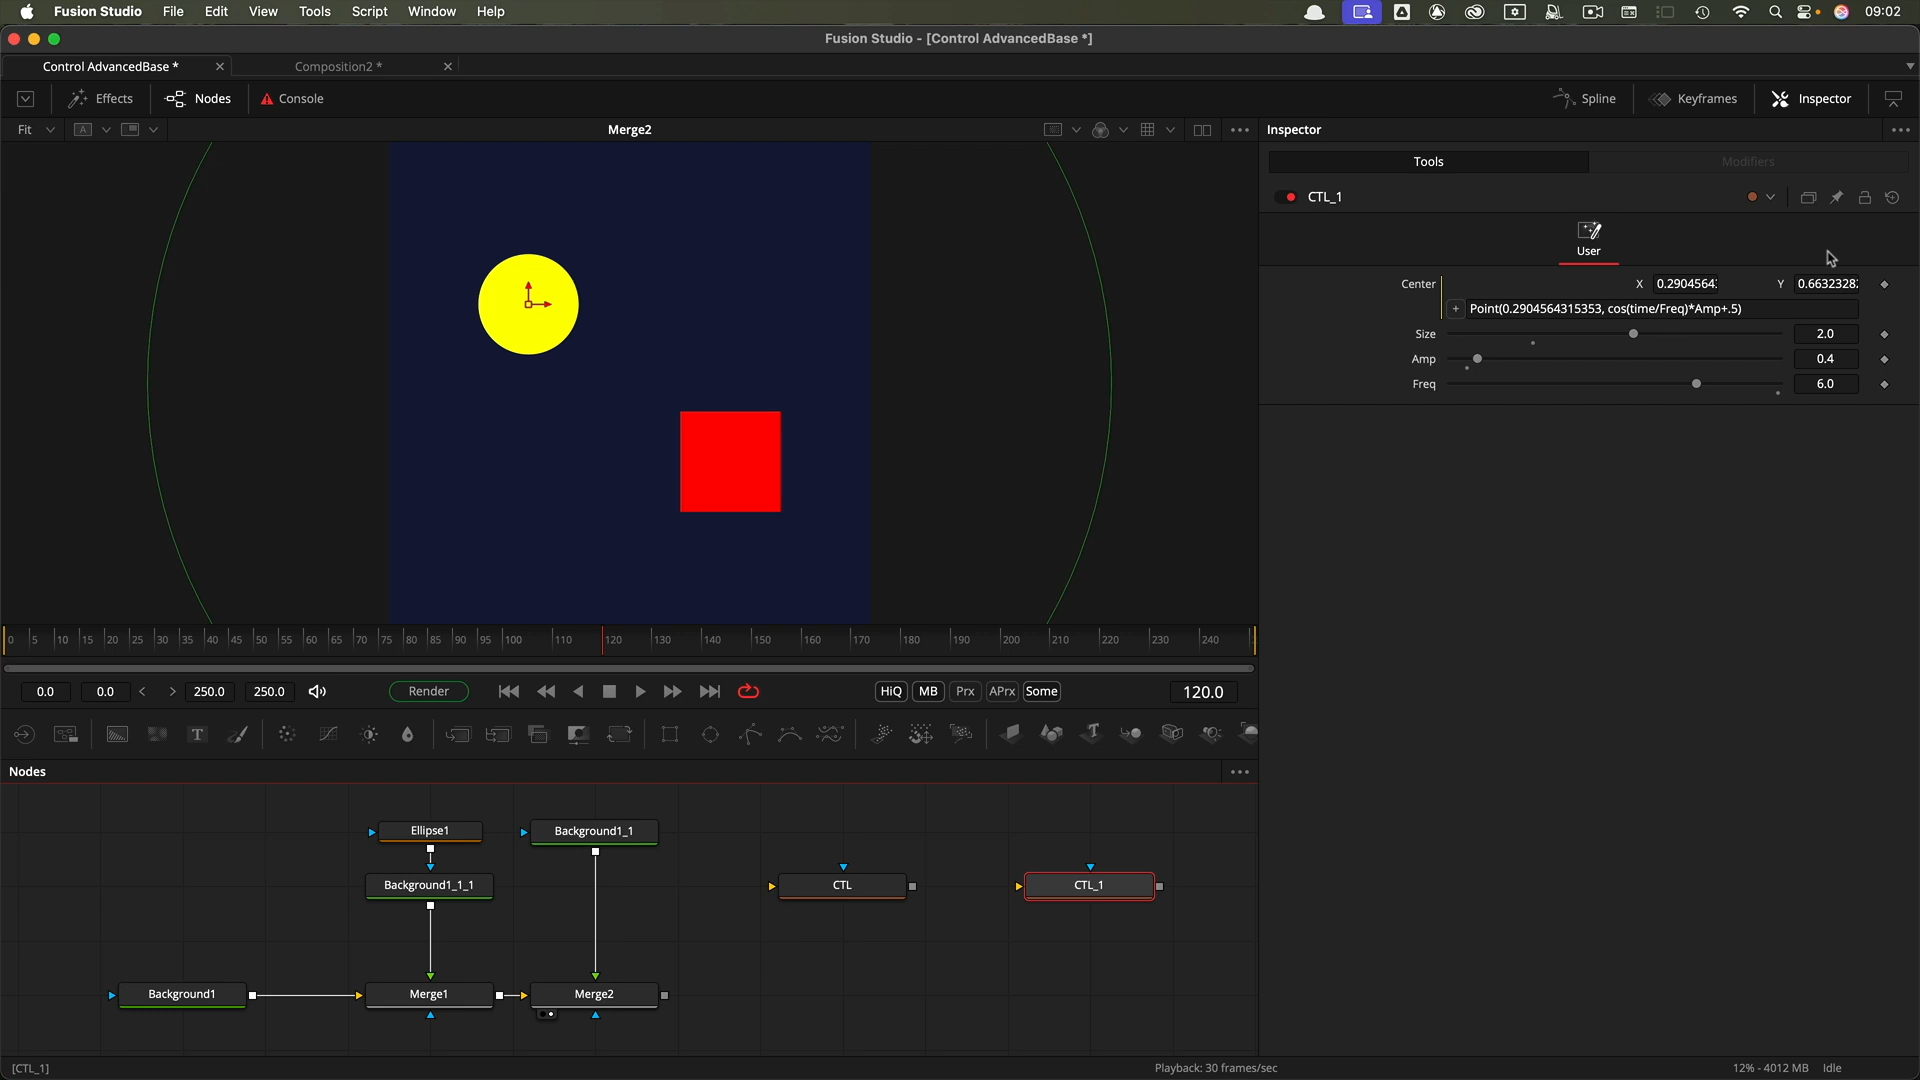 Fusion Studio File Edit View Tools Script Window Help 09:02
Fusion Studio - [Control AdvancedBase *]
Control AdvancedBase * Composition2 *
Effects Nodes Console Spline Keyframes Inspector
Fit A Merge2 Inspector
Tools Modifiers
CTL_1
User
Center X 0.2904564 Y 0.6632328
Point(0.2904564315353, cos(time/Freq)*Amp+.5)
Size 2.0
Amp 0.4
Freq 6.0
0 5 10 15 20 25 30 35 40 45 50 55 60 65 70 75 80 85 90 95 100 110 120 130 140 150 160 170 180 190 200 210 220 230 240
0.0 0.0 250.0 250.0 Render HiQ MB Prx APrx Some 120.0
T T
Nodes
Ellipse1 Background1_1
Background1_1_1 CTL CTL_1
Background1 Merge1 Merge2
[CTL_1] Playback: 30 frames/sec 12% - 4012 MB Idle